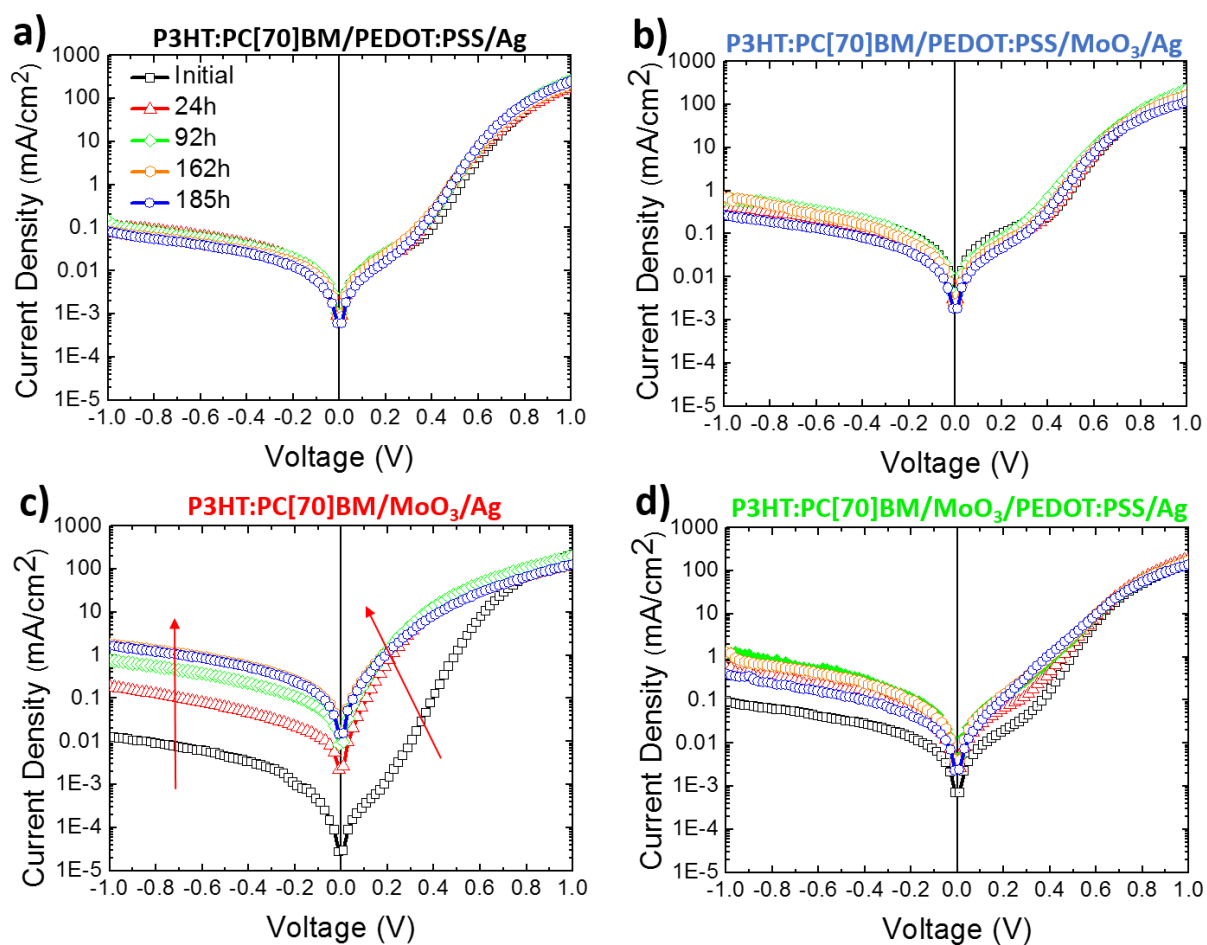 a)
P3HT:PC[70]BM/PEDOT:PSS/Ag
1000
100
10
1
0.1
0.01
1E-3
1E-4
1E-5
Initial
24h
92h
162h
185h
-1.0 -0.8 -0.6 -0.4 -0.2 0.0 0.2 0.4 0.6 0.8 1.0
Current Density (mA/cm²)
Voltage (V)
b)
P3HT:PC[70]BM/PEDOT:PSS/MoO₃/Ag
1000
100
10
1
0.1
0.01
1E-3
1E-4
1E-5
-1.0 -0.8 -0.6 -0.4 -0.2 0.0 0.2 0.4 0.6 0.8 1.0
Current Density (mA/cm²)
Voltage (V)
c)
P3HT:PC[70]BM/MoO₃/Ag
1000
100
10
1
0.1
0.01
1E-3
1E-4
1E-5
-1.0 -0.8 -0.6 -0.4 -0.2 0.0 0.2 0.4 0.6 0.8 1.0
Current Density (mA/cm²)
Voltage (V)
d)
P3HT:PC[70]BM/MoO₃/PEDOT:PSS/Ag
1000
100
10
1
0.1
0.01
1E-3
1E-4
1E-5
-1.0 -0.8 -0.6 -0.4 -0.2 0.0 0.2 0.4 0.6 0.8 1.0
Current Density (mA/cm²)
Voltage (V)